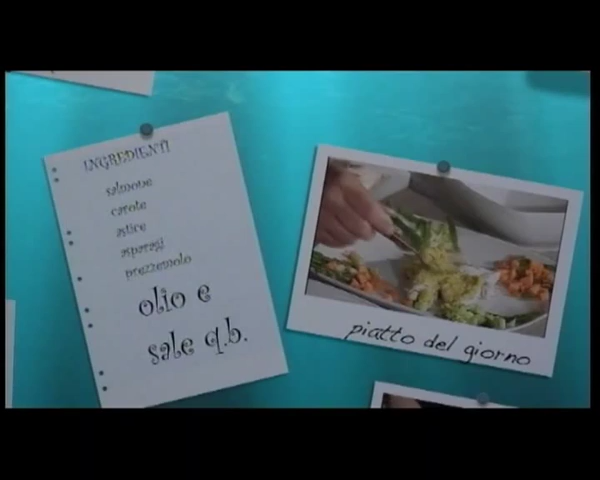 INGREDIENTI
salmone
carote
astice
asparagi
prezzemolo
olio e
sale q.b.
piatto del giorno